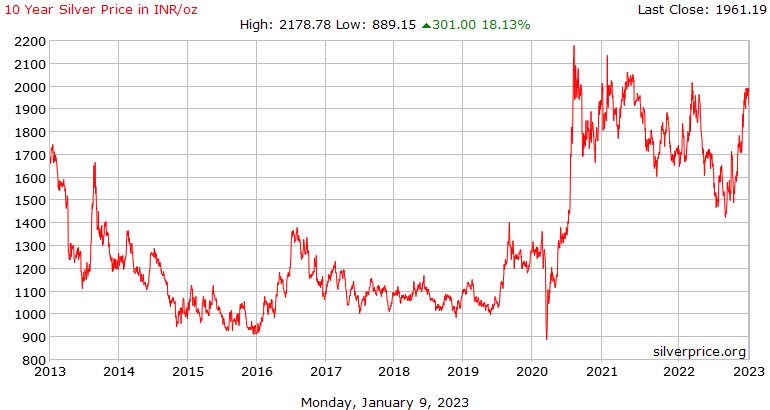 10 Year Silver Price in INR/oz
Last Close: 1961.19
High: 2178.78 Low: 889.15 ▲301.00 18.13%
2200
2100
2000
1900
1800
1700
1600
1500
1400
1300
1200
1100
1000
900
800
silverprice.org
2013 2014 2015 2016 2017 2018 2019 2020 2021 2022 2023
Monday, January 9, 2023